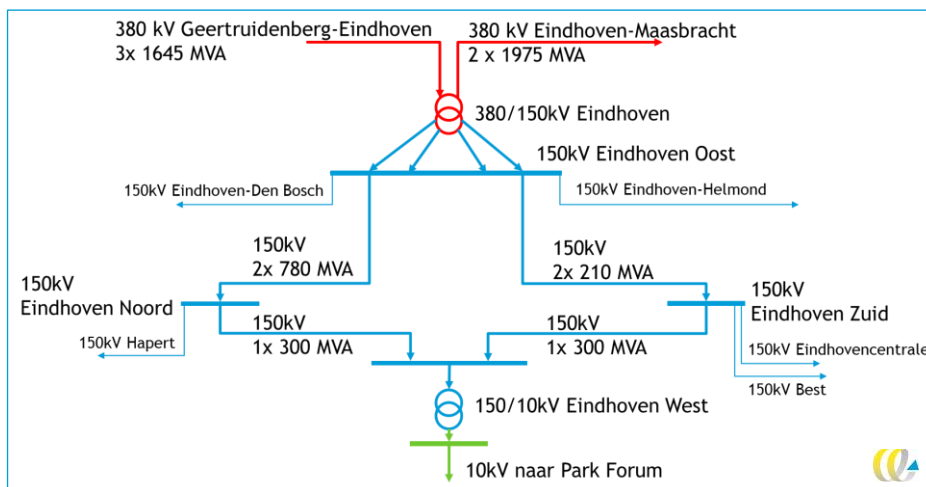 380 kV Geertruidenberg-Eindhoven
3x 1645 MVA
380 kV Eindhoven-Maasbracht
2 x 1975 MVA
380/150kV Eindhoven
150kV Eindhoven Oost
150kV Eindhoven-Den Bosch
150kV Eindhoven-Helmond
150kV
2x 780 MVA
150kV
2x 210 MVA
150kV
Eindhoven Noord
150kV
Eindhoven Zuid
150kV Hapert
150kV
1x 300 MVA
150kV
1x 300 MVA
150kV Eindhovencentrale
150kV Best
150/10kV Eindhoven West
10kV naar Park Forum